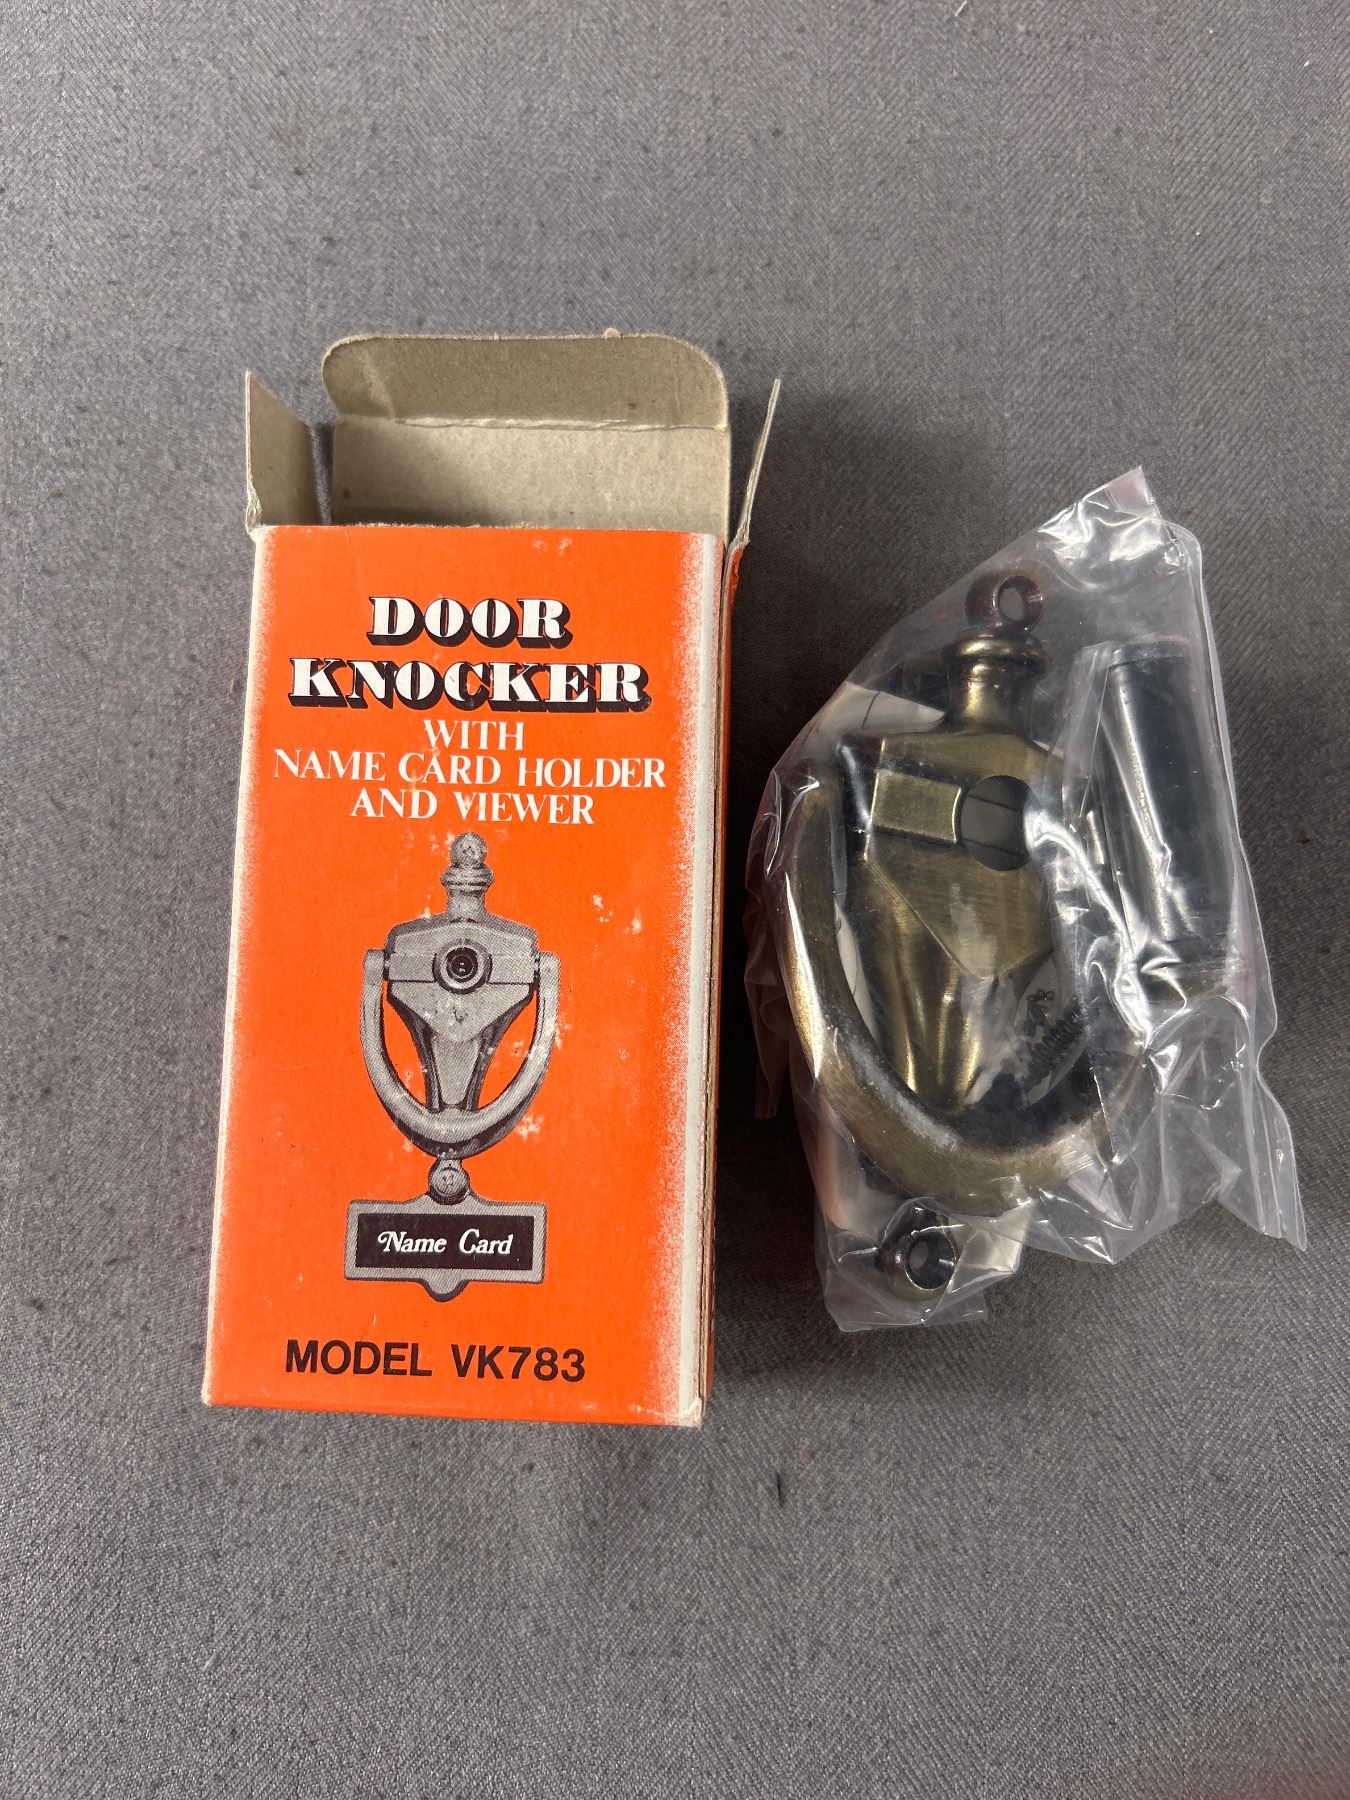 DOOR
KNOCKER
WITH
NAME CARD HOLDER
AND VIEWER
Name Card
MODEL VK783